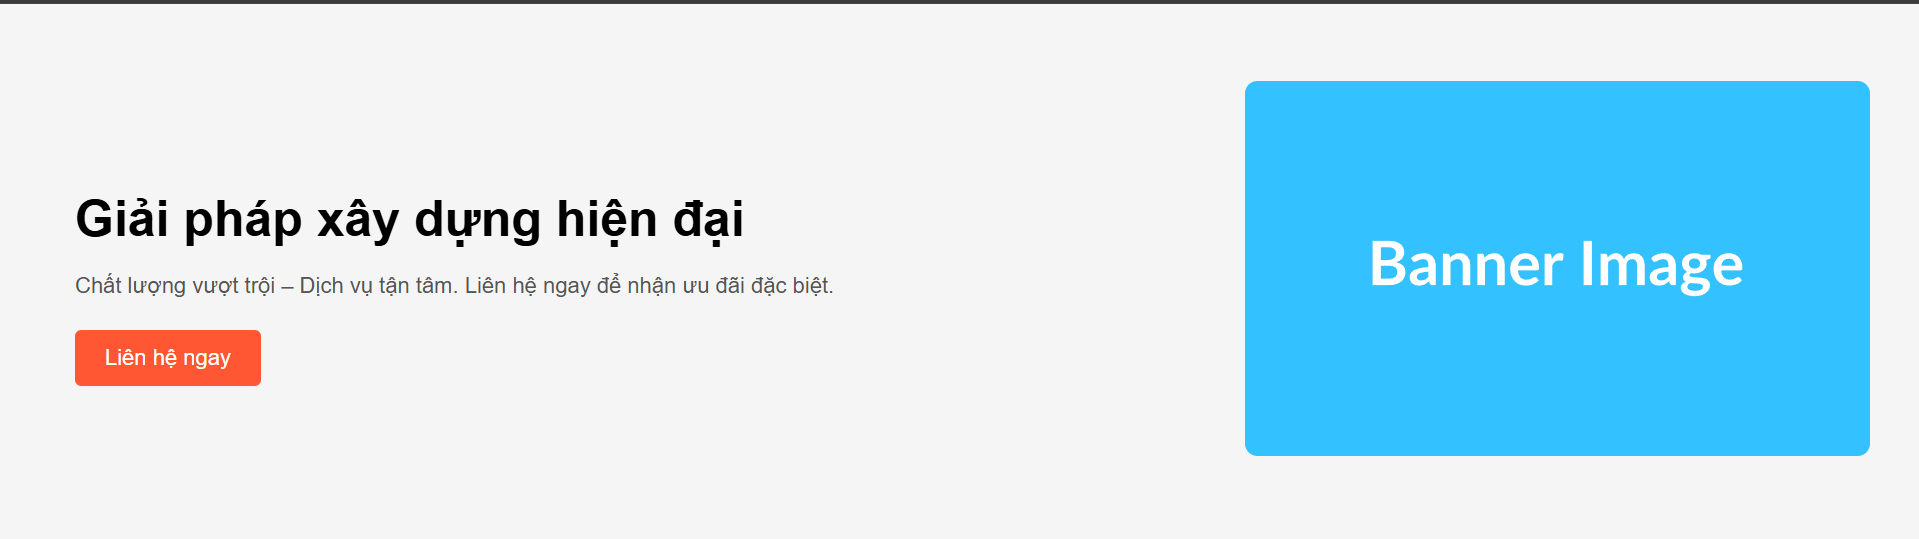 Giải pháp xây dựng hiện đại
Chất lượng vượt trội – Dịch vụ tận tâm. Liên hệ ngay để nhận ưu đãi đặc biệt.
Liên hệ ngay
Banner Image